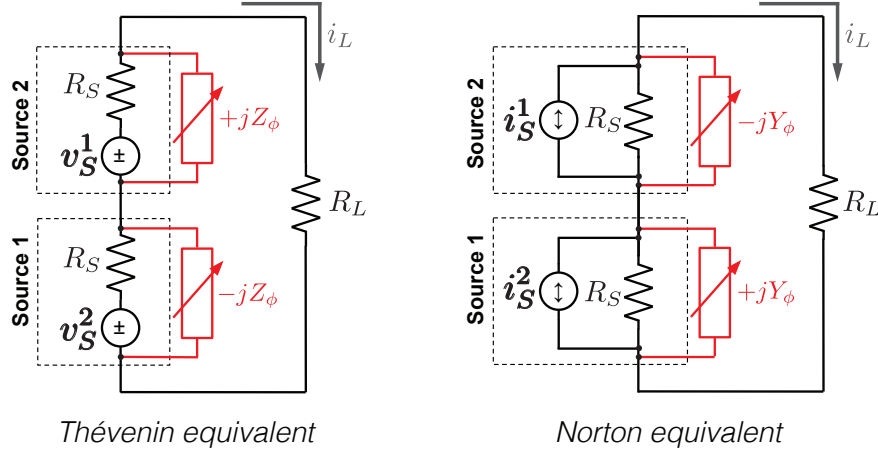 i_L
Source 2
R_S
v_S^1
±
+jZ_ϕ
R_L
Source 1
R_S
v_S^2
±
−jZ_ϕ
Thévenin equivalent
i_L
Source 2
i_S^1
↕
R_S
−jY_ϕ
R_L
Source 1
i_S^2
↕
R_S
+jY_ϕ
Norton equivalent